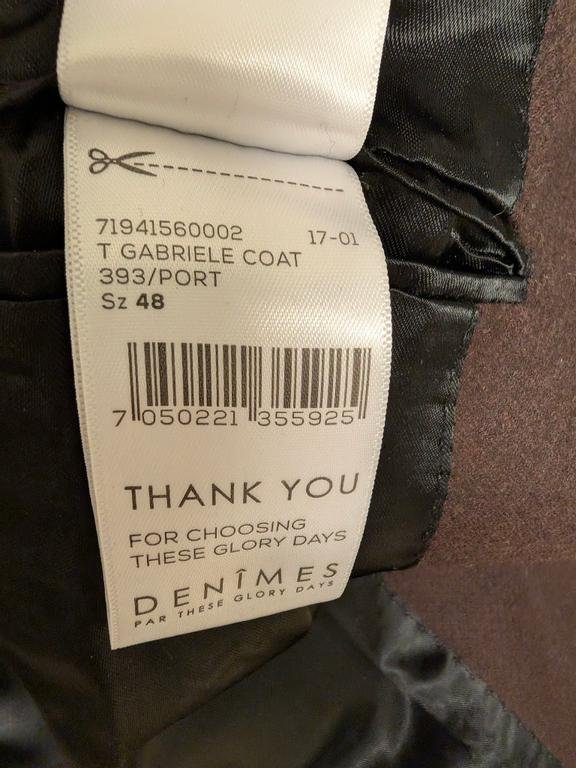 71941560002 17-01
T GABRIELE COAT
393/PORT
Sz 48
7 050221 355925
THANK YOU
FOR CHOOSING
THESE GLORY DAYS
DENÎMES
PAR THESE GLORY DAYS